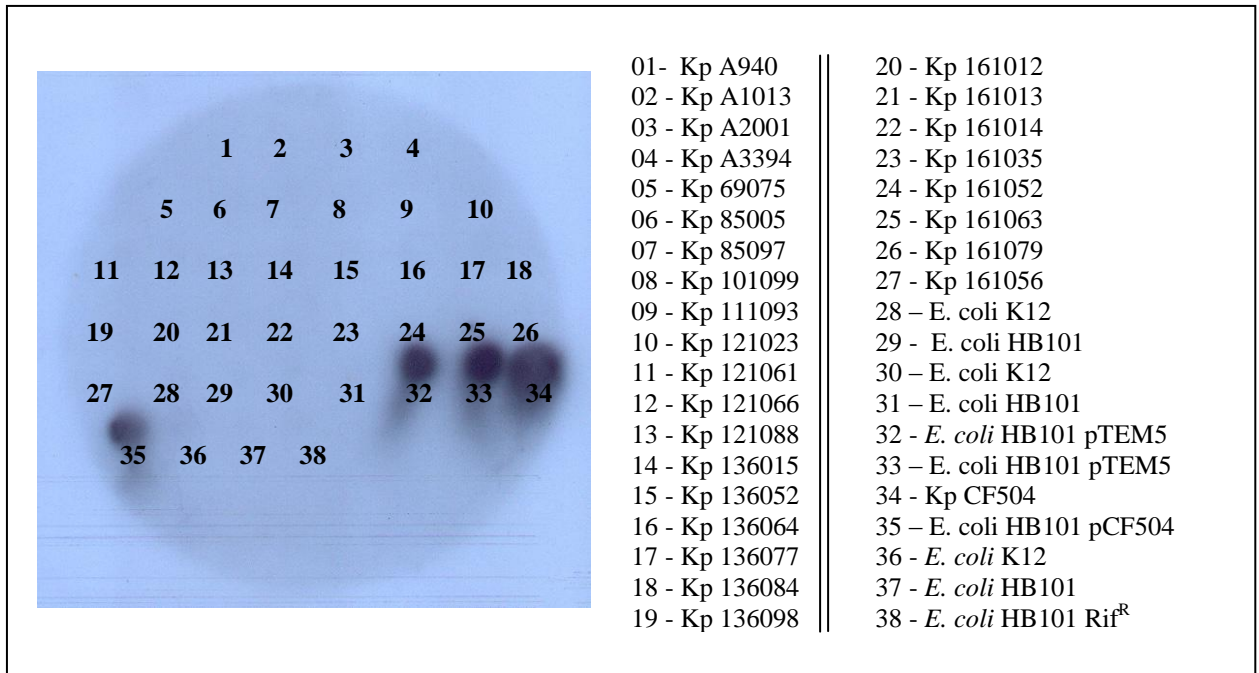 1 2 3 4
5 6 7 8 9 10
11 12 13 14 15 16 17 18
19 20 21 22 23 24 25 26
27 28 29 30 31 32 33 34
35 36 37 38
01- Kp A940
02 - Kp A1013
03 - Kp A2001
04 - Kp A3394
05 - Kp 69075
06 - Kp 85005
07 - Kp 85097
08 - Kp 101099
09 - Kp 111093
10 - Kp 121023
11 - Kp 121061
12 - Kp 121066
13 - Kp 121088
14 - Kp 136015
15 - Kp 136052
16 - Kp 136064
17 - Kp 136077
18 - Kp 136084
19 - Kp 136098
20 - Kp 161012
21 - Kp 161013
22 - Kp 161014
23 - Kp 161035
24 - Kp 161052
25 - Kp 161063
26 - Kp 161079
27 - Kp 161056
28 – E. coli K12
29 - E. coli HB101
30 – E. coli K12
31 – E. coli HB101
32 - E. coli HB101 pTEM5
33 – E. coli HB101 pTEM5
34 - Kp CF504
35 – E. coli HB101 pCF504
36 - E. coli K12
37 - E. coli HB101
38 - E. coli HB101 Rif^R